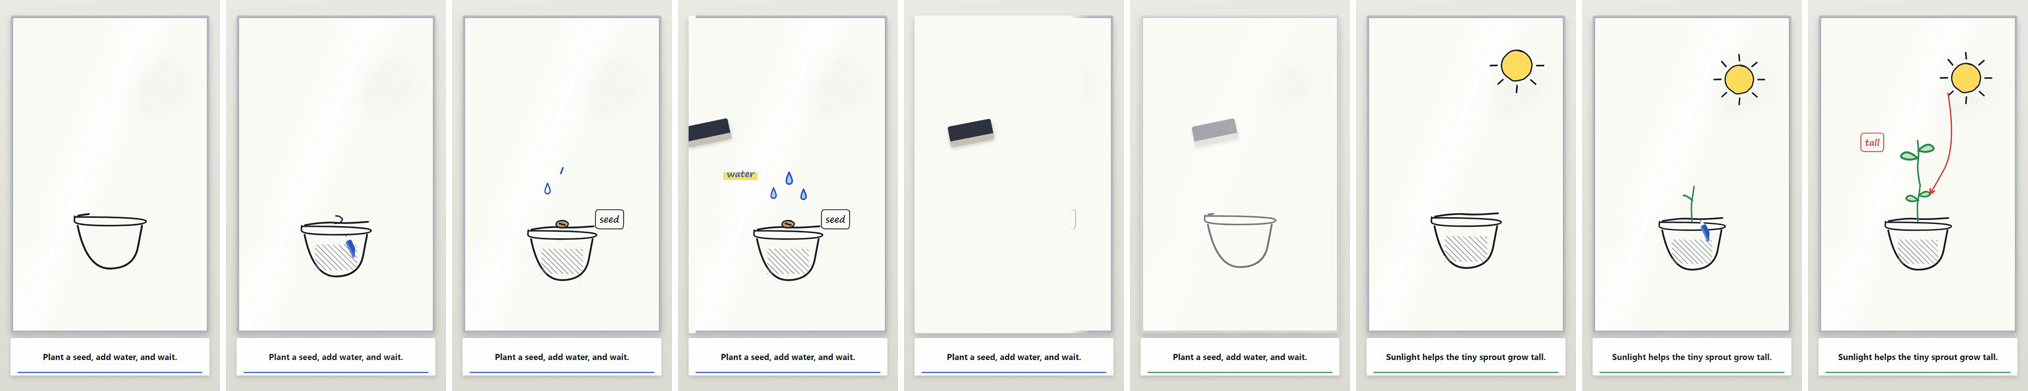 Plant a seed, add water, and wait.
Plant a seed, add water, and wait.
seed
Plant a seed, add water, and wait.
water
seed
Plant a seed, add water, and wait.
Plant a seed, add water, and wait.
Plant a seed, add water, and wait.
Sunlight helps the tiny sprout grow tall.
Sunlight helps the tiny sprout grow tall.
tall
Sunlight helps the tiny sprout grow tall.